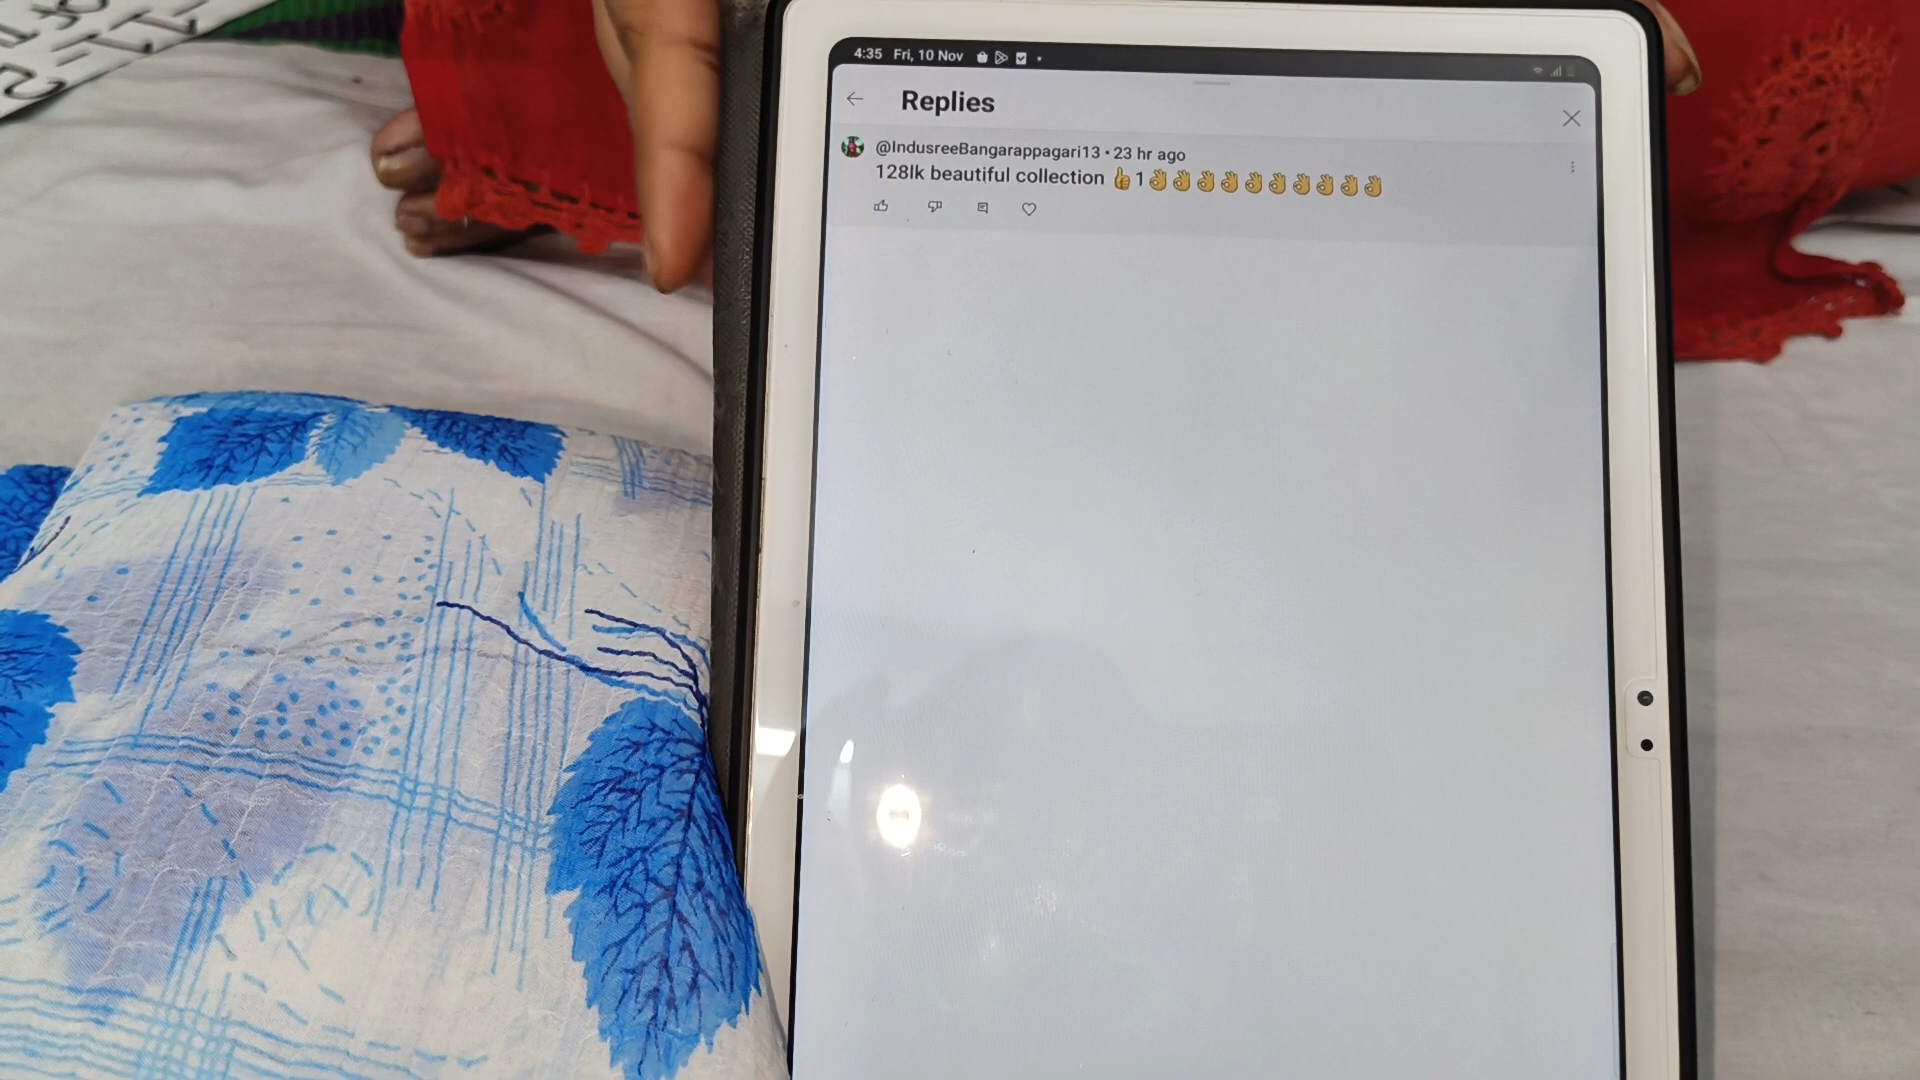 4:35 Fri, 10 Nov
Replies
@IndusreeBangarappagari13 • 23 hr ago
128lk beautiful collection 👍1👌👌👌👌👌👌👌👌👌👌